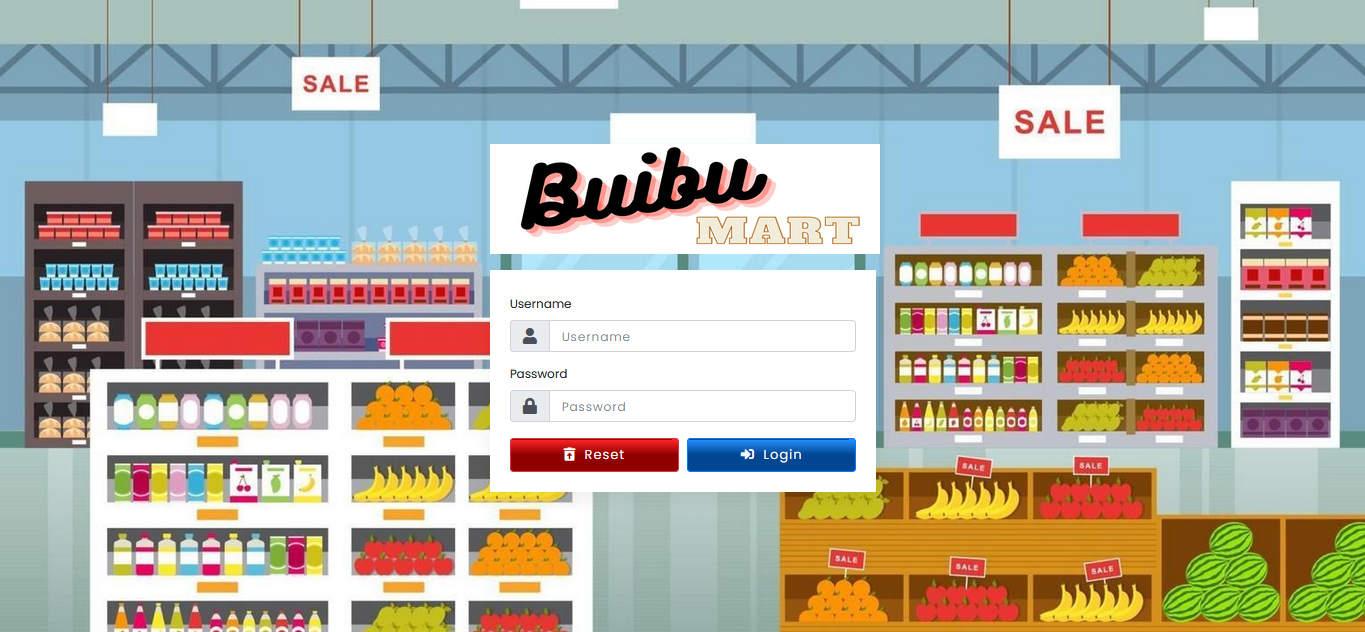 SALE
SALE
Buibu
MART
Username
Username
Password
Password
Reset
Login
SALE
SALE
SALE
SALE
SALE